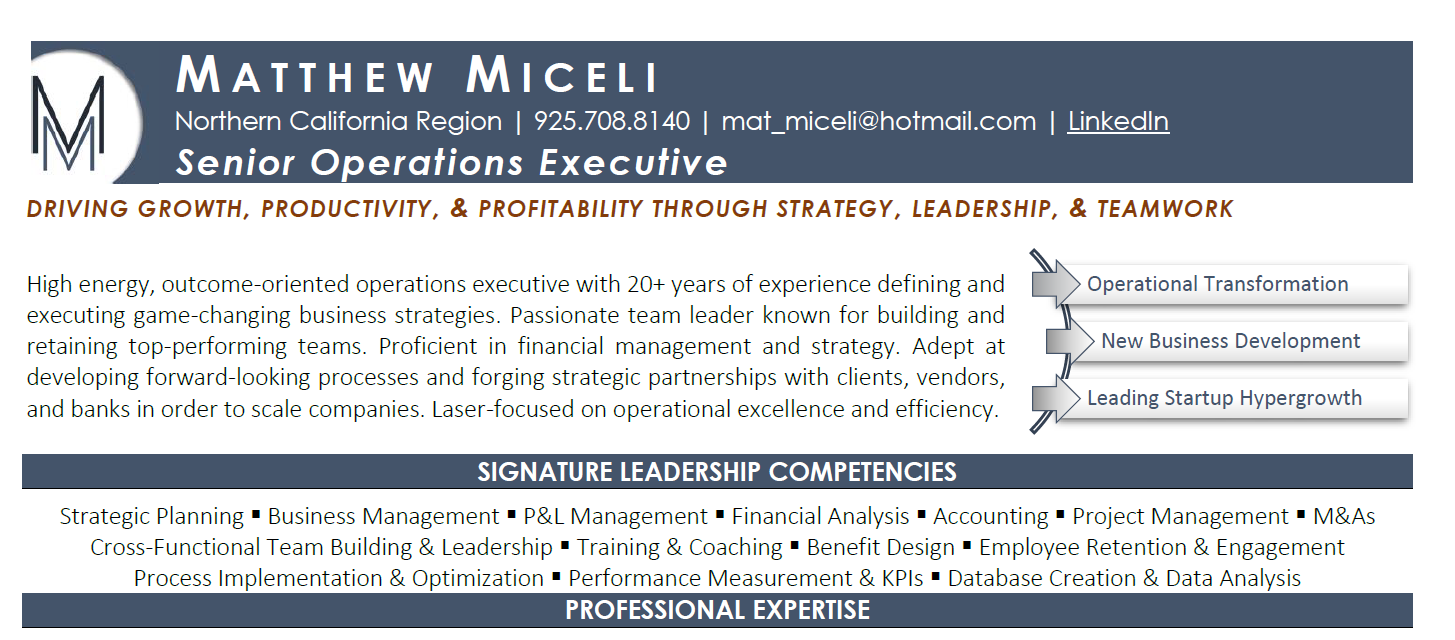 MM
MATTHEW MICELI
Northern California Region | 925.708.8140 | mat_miceli@hotmail.com | LinkedIn
Senior Operations Executive
DRIVING GROWTH, PRODUCTIVITY, & PROFITABILITY THROUGH STRATEGY, LEADERSHIP, & TEAMWORK
High energy, outcome-oriented operations executive with 20+ years of experience defining and
executing game-changing business strategies. Passionate team leader known for building and
retaining top-performing teams. Proficient in financial management and strategy. Adept at
developing forward-looking processes and forging strategic partnerships with clients, vendors,
and banks in order to scale companies. Laser-focused on operational excellence and efficiency.
Operational Transformation
New Business Development
Leading Startup Hypergrowth
SIGNATURE LEADERSHIP COMPETENCIES
Strategic Planning ▪ Business Management ▪ P&L Management ▪ Financial Analysis ▪ Accounting ▪ Project Management ▪ M&As
Cross-Functional Team Building & Leadership ▪ Training & Coaching ▪ Benefit Design ▪ Employee Retention & Engagement
Process Implementation & Optimization ▪ Performance Measurement & KPIs ▪ Database Creation & Data Analysis
PROFESSIONAL EXPERTISE